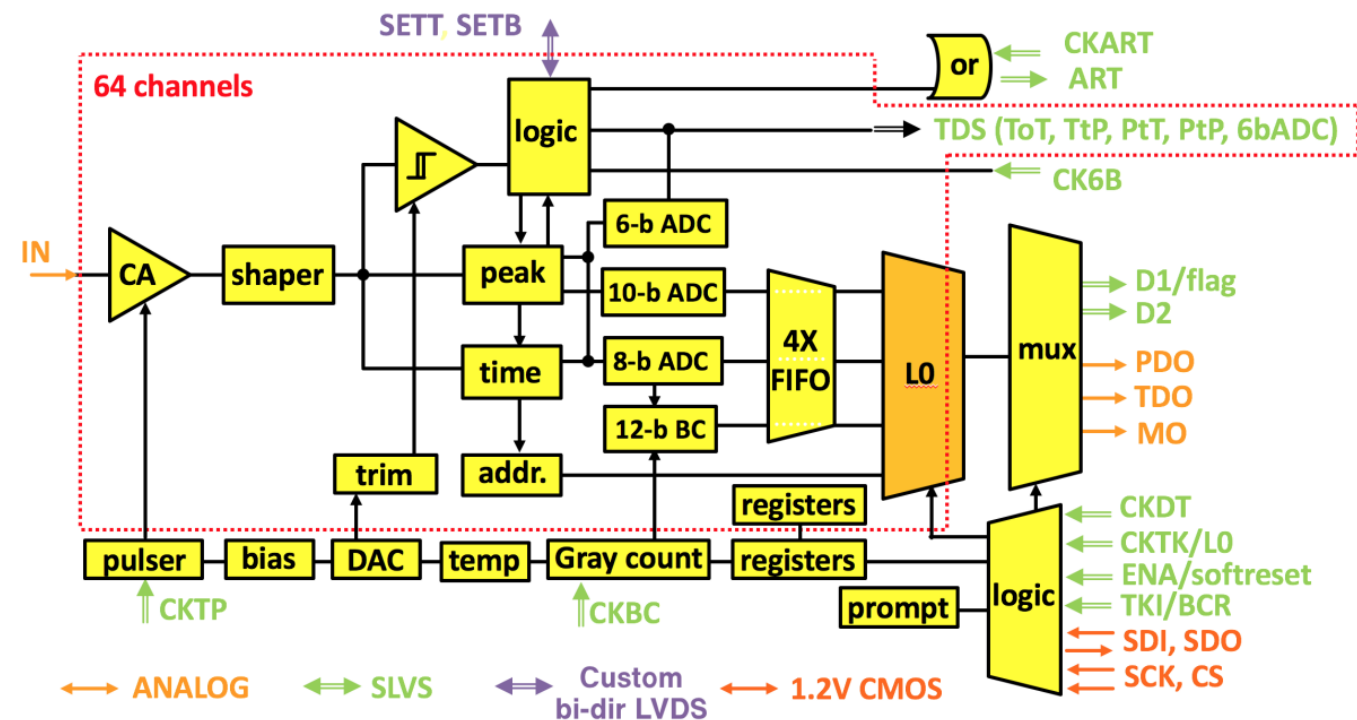 SETT, SETB
CKART
ART
or
64 channels
logic
TDS (ToT, TtP, PtT, PtP, 6bADC)
CK6B
6-b ADC
IN
CA
shaper
peak
10-b ADC
D1/flag
D2
4X
FIFO
L0
mux
time
8-b ADC
PDO
TDO
MO
12-b BC
trim
addr.
registers
CKDT
pulser
bias
DAC
temp
Gray count
registers
CKTK/L0
ENA/softreset
logic
prompt
TKI/BCR
CKTP
CKBC
SDI, SDO
SCK, CS
ANALOG
SLVS
Custom
bi-dir LVDS
1.2V CMOS